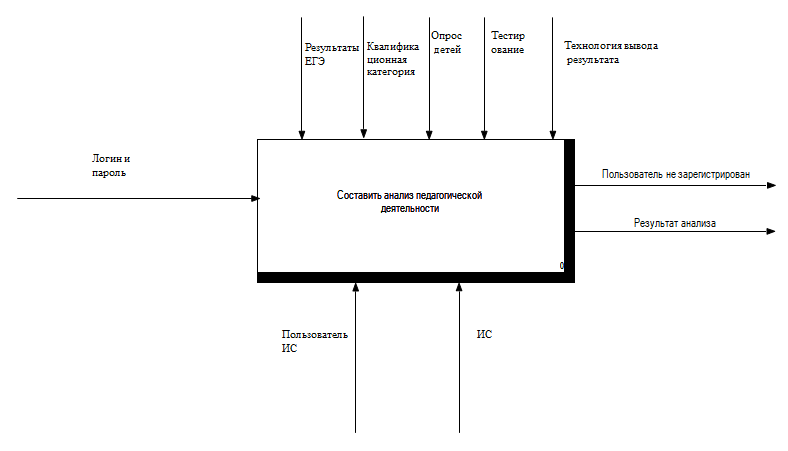 Результаты
ЕГЭ
Квалифика
ционная
категория
Опрос
детей
Тестир
ование
Технология вывода
результата
Логин и
пароль
Составить анализ педагогической
деятельности
0
Пользователь не зарегистрирован
Результат анализа
Пользователь
ИС
ИС